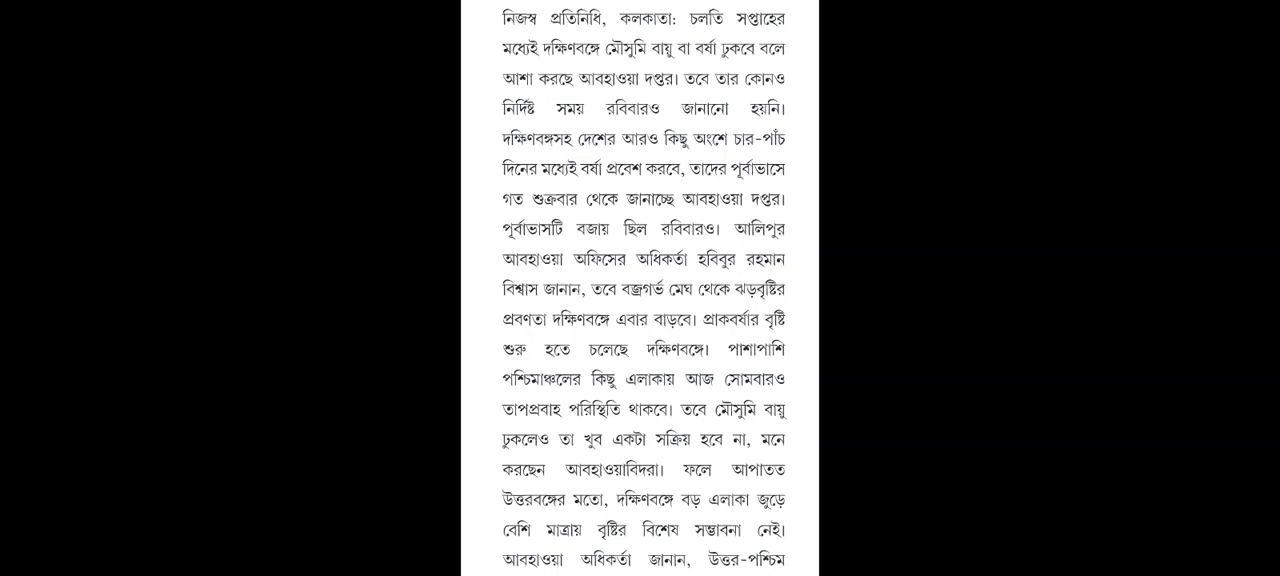 নিজস্ব প্রতিনিধি, কলকাতা: চলতি সপ্তাহের
মধ্যেই দক্ষিণবঙ্গে মৌসুমি বায়ু বা বর্ষা ঢুকবে বলে
আশা করছে আবহাওয়া দপ্তর। তবে তার কোনও
নির্দিষ্ট সময় রবিবারও জানানো হয়নি।
দক্ষিণবঙ্গসহ দেশের আরও কিছু অংশে চার-পাঁচ
দিনের মধ্যেই বর্ষা প্রবেশ করবে, তাদের পূর্বাভাসে
গত শুক্রবার থেকে জানাচ্ছে আবহাওয়া দপ্তর।
পূর্বাভাসটি বজায় ছিল রবিবারও। আলিপুর
আবহাওয়া অফিসের অধিকর্তা হবিবুর রহমান
বিশ্বাস জানান, তবে বজ্রগর্ভ মেঘ থেকে ঝড়বৃষ্টির
প্রবণতা দক্ষিণবঙ্গে এবার বাড়বে। প্রাকবর্ষার বৃষ্টি
শুরু হতে চলেছে দক্ষিণবঙ্গে। পাশাপাশি
পশ্চিমাঞ্চলের কিছু এলাকায় আজ সোমবারও
তাপপ্রবাহ পরিস্থিতি থাকবে। তবে মৌসুমি বায়ু
ঢুকলেও তা খুব একটা সক্রিয় হবে না, মনে
করছেন আবহাওয়াবিদরা। ফলে আপাতত
উত্তরবঙ্গের মতো, দক্ষিণবঙ্গে বড় এলাকা জুড়ে
বেশি মাত্রায় বৃষ্টির বিশেষ সম্ভাবনা নেই।
আবহাওয়া অধিকর্তা জানান, উত্তর-পশ্চিম